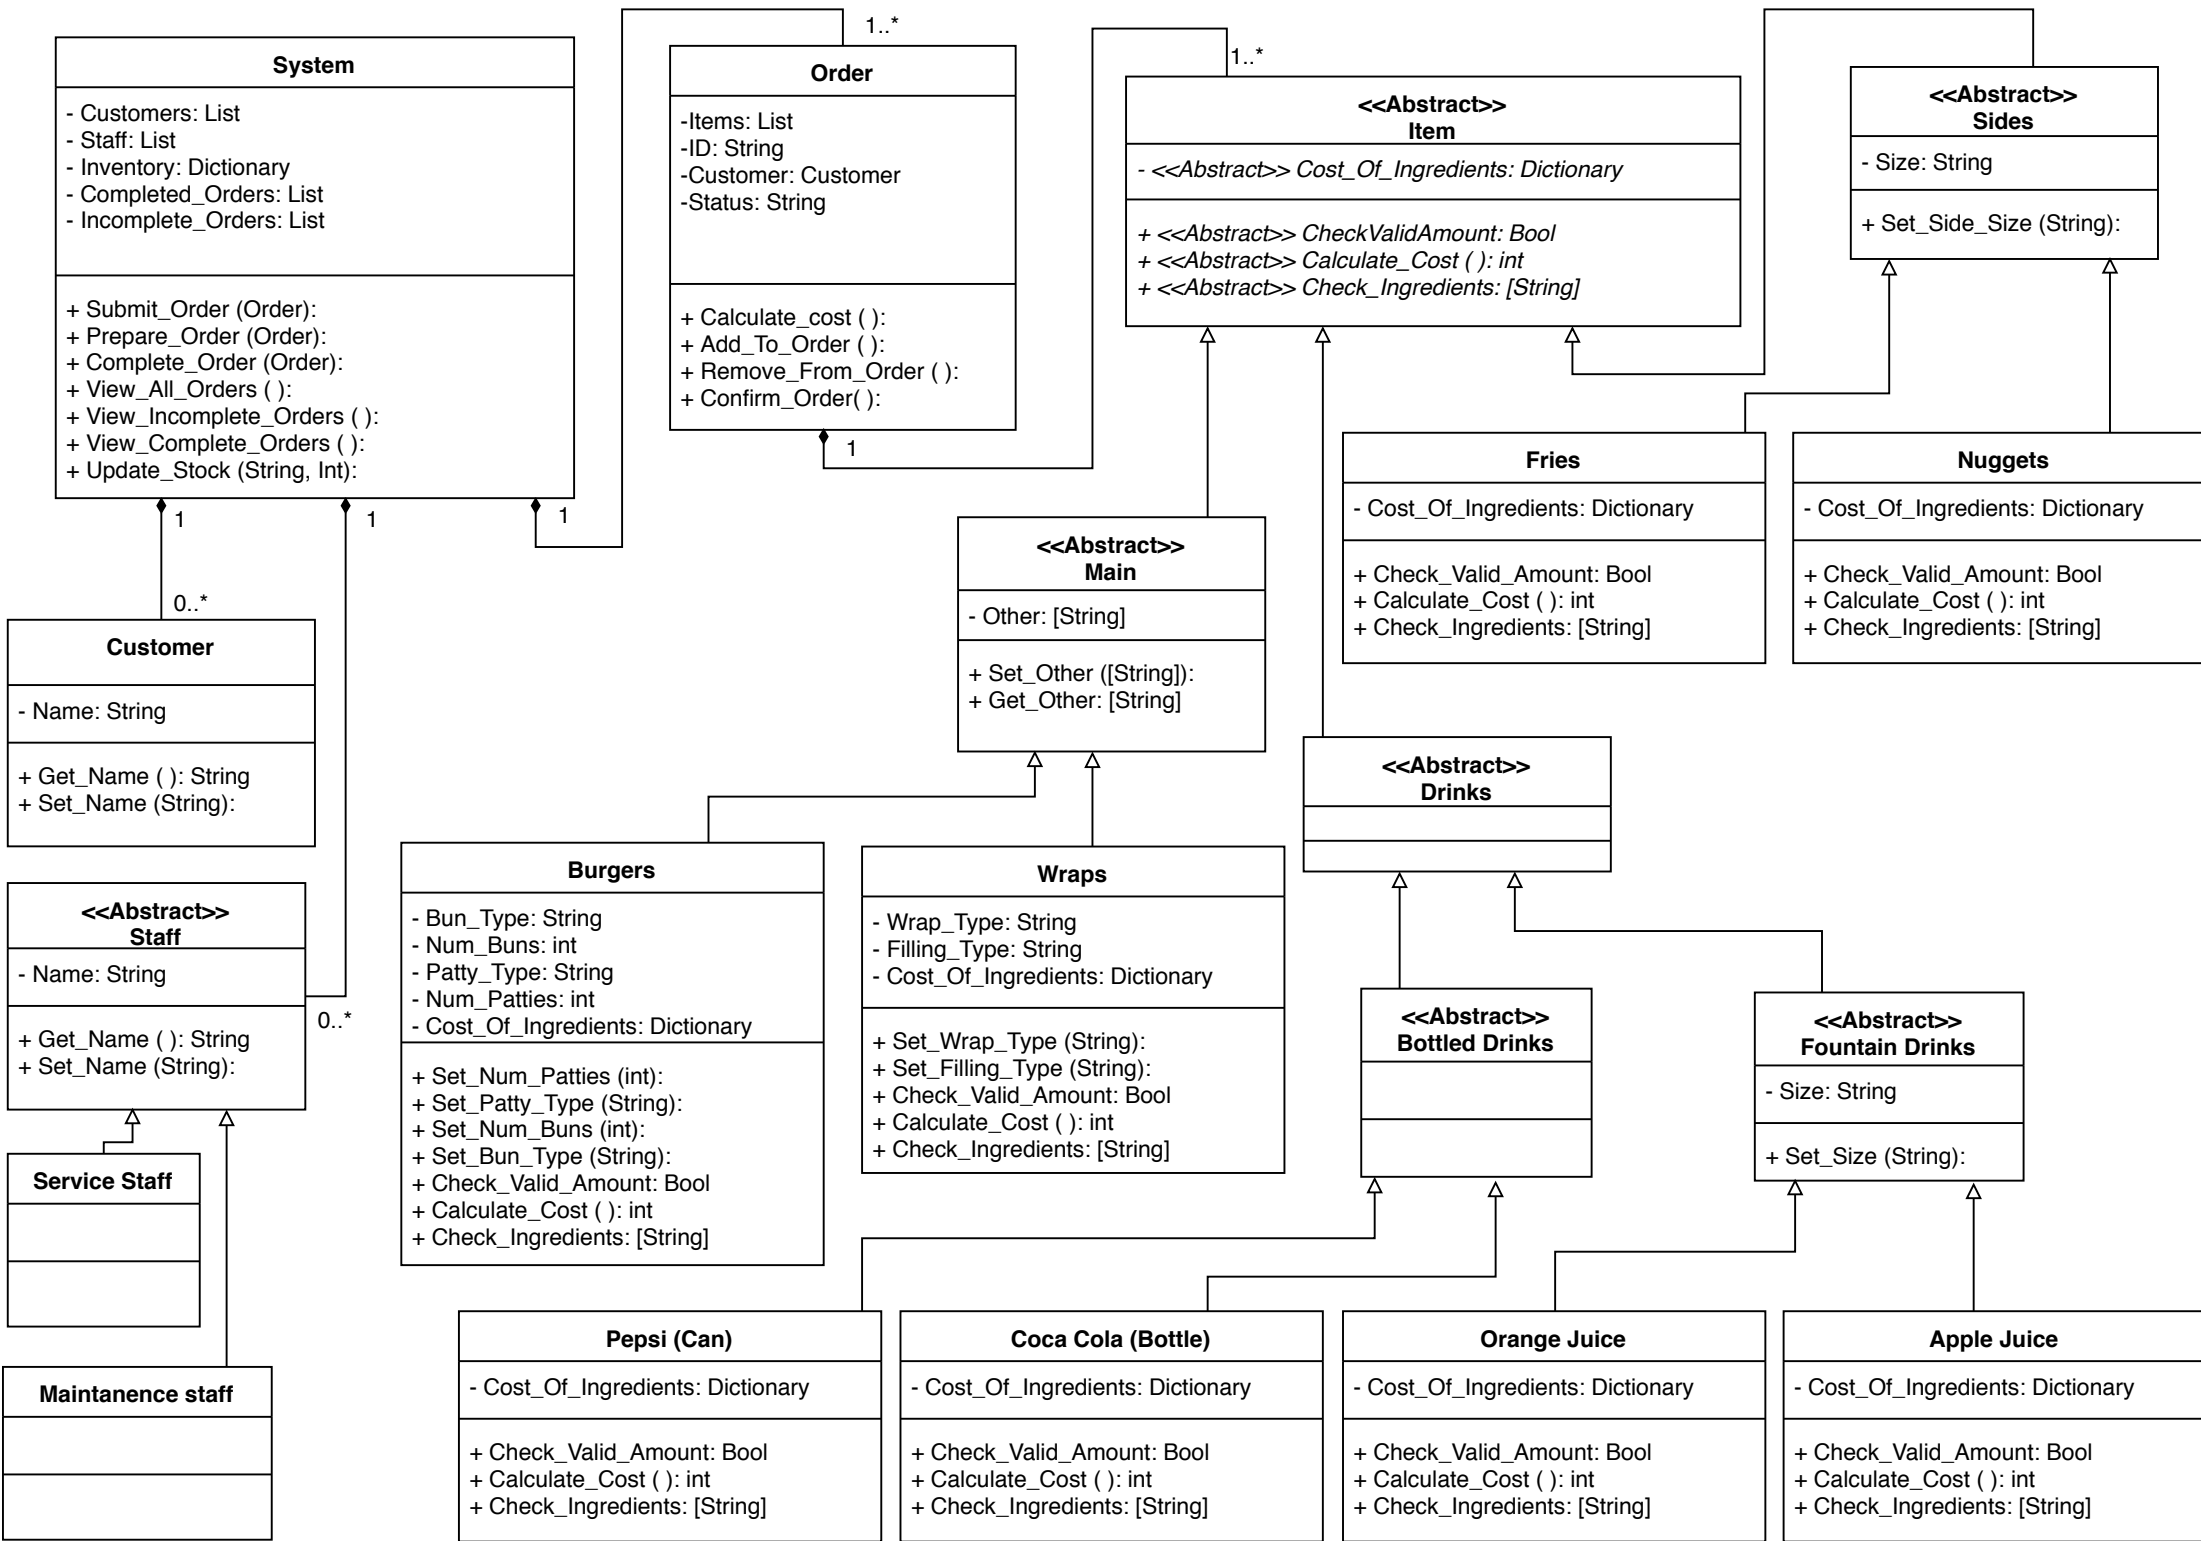 System
- Customers: List
- Staff: List
- Inventory: Dictionary
- Completed_Orders: List
- Incomplete_Orders: List
+ Submit_Order (Order):
+ Prepare_Order (Order):
+ Complete_Order (Order):
+ View_All_Orders ( ):
+ View_Incomplete_Orders ( ):
+ View_Complete_Orders ( ):
+ Update_Stock (String, Int):
1
1
1
1..*
Order
-Items: List
-ID: String
-Customer: Customer
-Status: String
+ Calculate_cost ( ):
+ Add_To_Order ( ):
+ Remove_From_Order ( ):
+ Confirm_Order( ):
1
1..*
<<Abstract>>
Item
- <<Abstract>> Cost_Of_Ingredients: Dictionary
+ <<Abstract>> CheckValidAmount: Bool
+ <<Abstract>> Calculate_Cost ( ): int
+ <<Abstract>> Check_Ingredients: [String]
<<Abstract>>
Sides
- Size: String
+ Set_Side_Size (String):
Fries
- Cost_Of_Ingredients: Dictionary
+ Check_Valid_Amount: Bool
+ Calculate_Cost ( ): int
+ Check_Ingredients: [String]
Nuggets
- Cost_Of_Ingredients: Dictionary
+ Check_Valid_Amount: Bool
+ Calculate_Cost ( ): int
+ Check_Ingredients: [String]
<<Abstract>>
Main
- Other: [String]
+ Set_Other ([String]):
+ Get_Other: [String]
0..*
Customer
- Name: String
+ Get_Name ( ): String
+ Set_Name (String):
<<Abstract>>
Staff
- Name: String
+ Get_Name ( ): String
+ Set_Name (String):
0..*
Service Staff
Maintanence staff
Burgers
- Bun_Type: String
- Num_Buns: int
- Patty_Type: String
- Num_Patties: int
- Cost_Of_Ingredients: Dictionary
+ Set_Num_Patties (int):
+ Set_Patty_Type (String):
+ Set_Num_Buns (int):
+ Set_Bun_Type (String):
+ Check_Valid_Amount: Bool
+ Calculate_Cost ( ): int
+ Check_Ingredients: [String]
Wraps
- Wrap_Type: String
- Filling_Type: String
- Cost_Of_Ingredients: Dictionary
+ Set_Wrap_Type (String):
+ Set_Filling_Type (String):
+ Check_Valid_Amount: Bool
+ Calculate_Cost ( ): int
+ Check_Ingredients: [String]
<<Abstract>>
Drinks
<<Abstract>>
Bottled Drinks
<<Abstract>>
Fountain Drinks
- Size: String
+ Set_Size (String):
Pepsi (Can)
- Cost_Of_Ingredients: Dictionary
+ Check_Valid_Amount: Bool
+ Calculate_Cost ( ): int
+ Check_Ingredients: [String]
Coca Cola (Bottle)
- Cost_Of_Ingredients: Dictionary
+ Check_Valid_Amount: Bool
+ Calculate_Cost ( ): int
+ Check_Ingredients: [String]
Orange Juice
- Cost_Of_Ingredients: Dictionary
+ Check_Valid_Amount: Bool
+ Calculate_Cost ( ): int
+ Check_Ingredients: [String]
Apple Juice
- Cost_Of_Ingredients: Dictionary
+ Check_Valid_Amount: Bool
+ Calculate_Cost ( ): int
+ Check_Ingredients: [String]